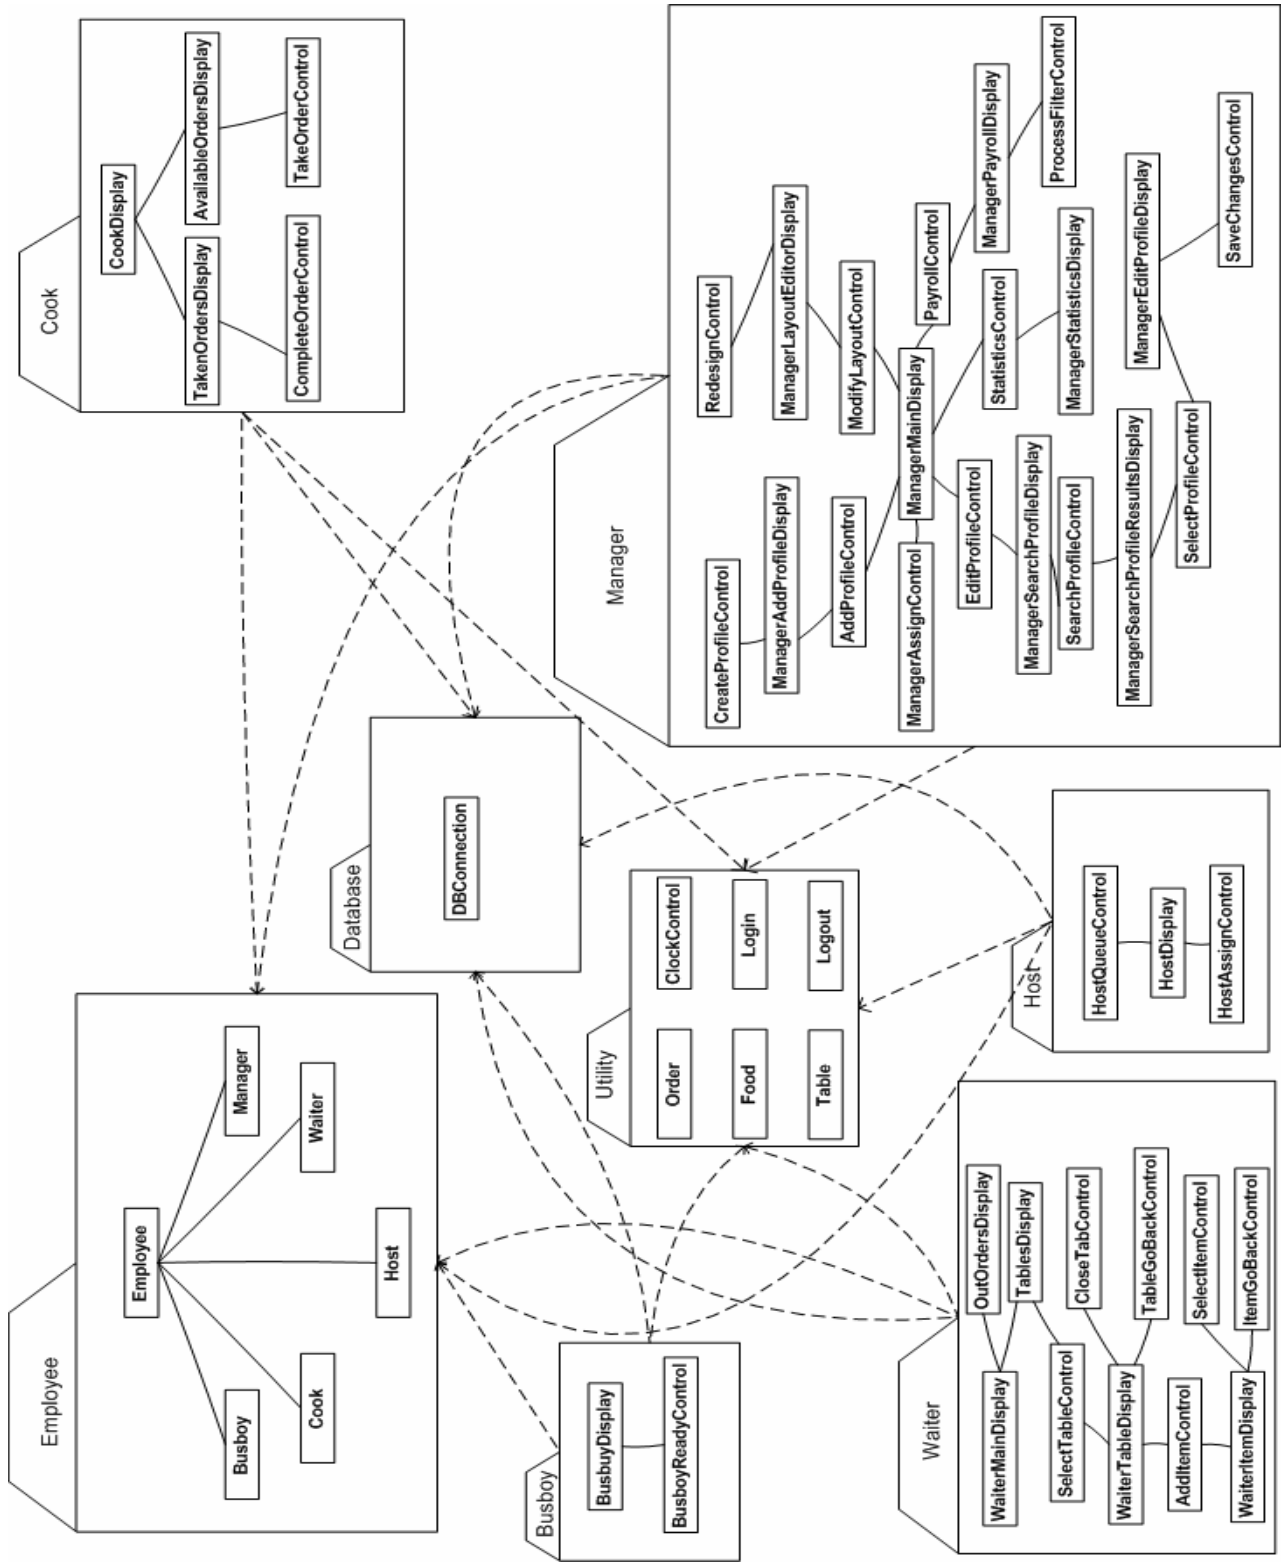 Employee
Employee
Busboy
Cook
Host
Waiter
Manager
Cook
CookDisplay
TakenOrdersDisplay
AvailableOrdersDisplay
CompleteOrderControl
TakeOrderControl
Database
DBConnection
Busboy
BusbuyDisplay
BusboyReadyControl
Utility
Order
ClockControl
Food
Login
Table
Logout
Manager
CreateProfileControl
RedesignControl
ManagerAddProfileDisplay
ManagerLayoutEditorDisplay
AddProfileControl
ModifyLayoutControl
ManagerAssignControl
ManagerMainDisplay
PayrollControl
EditProfileControl
StatisticsControl
ManagerPayrollDisplay
ManagerSearchProfileDisplay
SearchProfileControl
ManagerStatisticsDisplay
ProcessFilterControl
ManagerSearchProfileResultsDisplay
ManagerEditProfileDisplay
SelectProfileControl
SaveChangesControl
Waiter
WaiterMainDisplay
OutOrdersDisplay
TablesDisplay
SelectTableControl
CloseTabControl
WaiterTableDisplay
TableGoBackControl
AddItemControl
SelectItemControl
WaiterItemDisplay
ItemGoBackControl
Host
HostQueueControl
HostDisplay
HostAssignControl